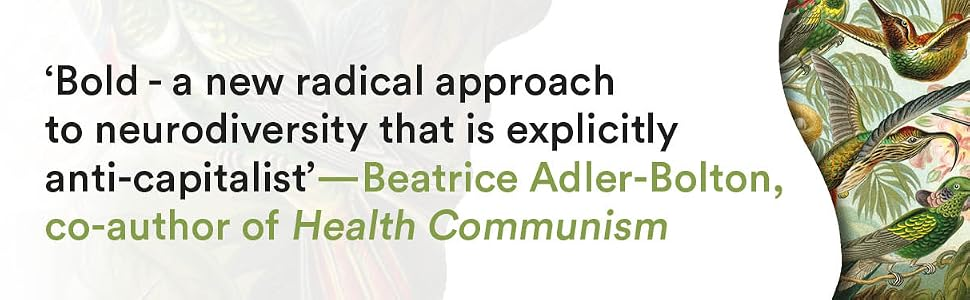 ‘Bold - a new radical approach
to neurodiversity that is explicitly
anti-capitalist’—Beatrice Adler-Bolton,
co-author of Health Communism